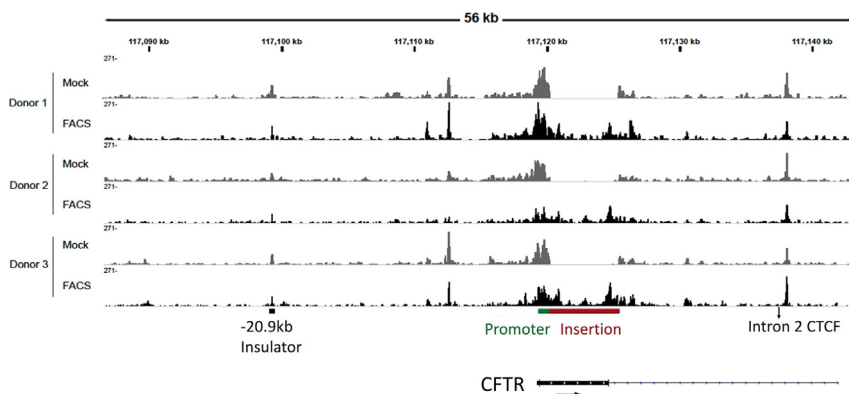 56 kb
117,090 kb 117,100 kb 117,110 kb 117,120 kb 117,130 kb 117,140 kb
271-
Donor 1
Mock
271-
FACS
271-
Donor 2
Mock
271-
FACS
271-
Donor 3
Mock
271-
FACS
-20.9kb
Insulator
Promoter Insertion
Intron 2 CTCF
CFTR